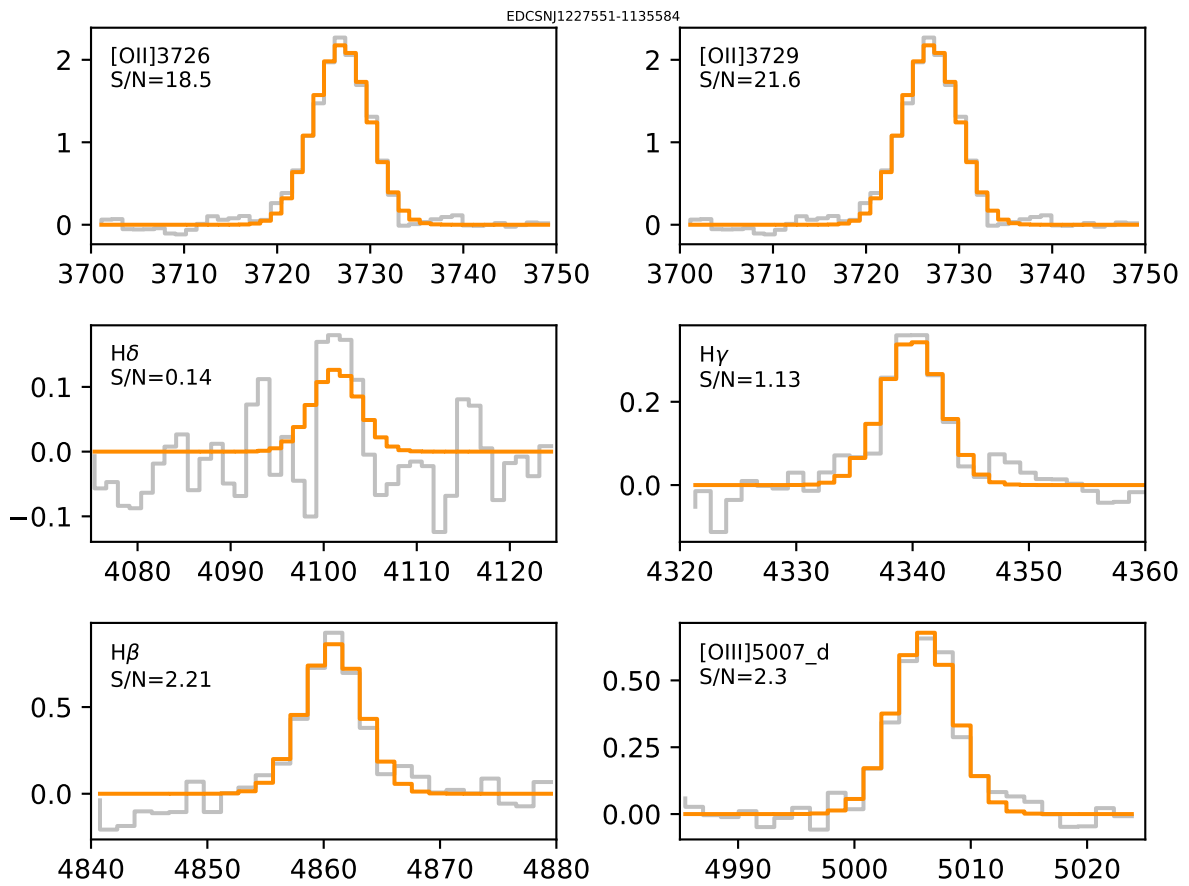 EDCSNJ1227551-1135584
[OII]3726
S/N=18.5
2
1
0
3700 3710 3720 3730 3740 3750
[OII]3729
S/N=21.6
2
1
0
3700 3710 3720 3730 3740 3750
Hδ
S/N=0.14
0.1
0.0
−0.1
4080 4090 4100 4110 4120
Hγ
S/N=1.13
0.2
0.0
4320 4330 4340 4350 4360
Hβ
S/N=2.21
0.5
0.0
4840 4850 4860 4870 4880
[OIII]5007_d
S/N=2.3
0.50
0.25
0.00
4990 5000 5010 5020